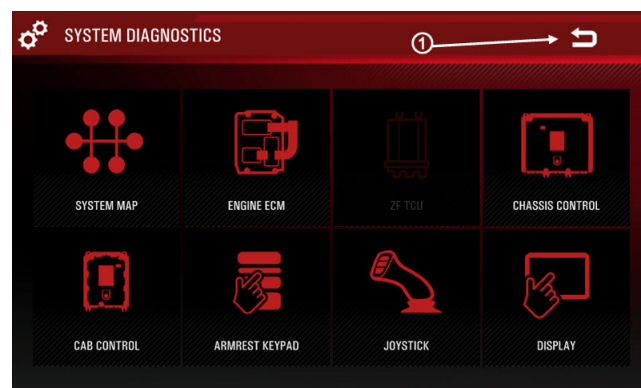 SYSTEM DIAGNOSTICS
1
SYSTEM MAP
ENGINE ECM
ZF TCU
CHASSIS CONTROL
CAB CONTROL
ARMREST KEYPAD
JOYSTICK
DISPLAY